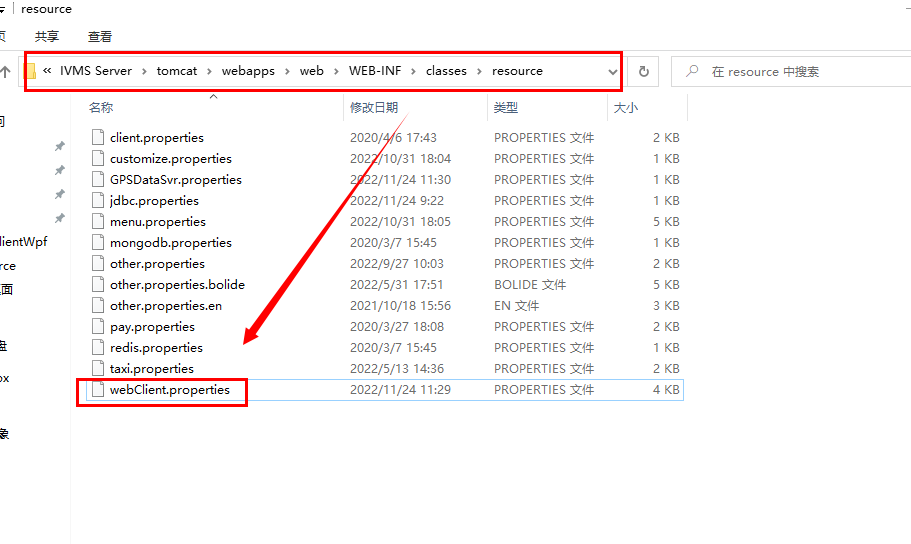 resource
页 共享 查看
« IVMS Server › tomcat › webapps › web › WEB-INF › classes › resource 在 resource 中搜索
名称 修改日期 类型 大小
client.properties 2020/4/6 17:43 PROPERTIES 文件 2 KB
customize.properties 2022/10/31 18:04 PROPERTIES 文件 1 KB
GPSDataSvr.properties 2022/11/24 11:30 PROPERTIES 文件 1 KB
jdbc.properties 2022/11/24 9:22 PROPERTIES 文件 1 KB
menu.properties 2022/10/31 18:05 PROPERTIES 文件 5 KB
mongodb.properties 2020/3/7 15:45 PROPERTIES 文件 1 KB
other.properties 2022/9/27 10:03 PROPERTIES 文件 2 KB
other.properties.bolide 2022/5/31 17:51 BOLIDE 文件 5 KB
other.properties.en 2021/10/18 15:56 EN 文件 3 KB
pay.properties 2020/3/27 18:08 PROPERTIES 文件 2 KB
redis.properties 2020/3/7 15:45 PROPERTIES 文件 1 KB
taxi.properties 2022/5/13 14:36 PROPERTIES 文件 2 KB
webClient.properties 2022/11/24 11:29 PROPERTIES 文件 4 KB
lientWpf
rce
面
盘
ox
象